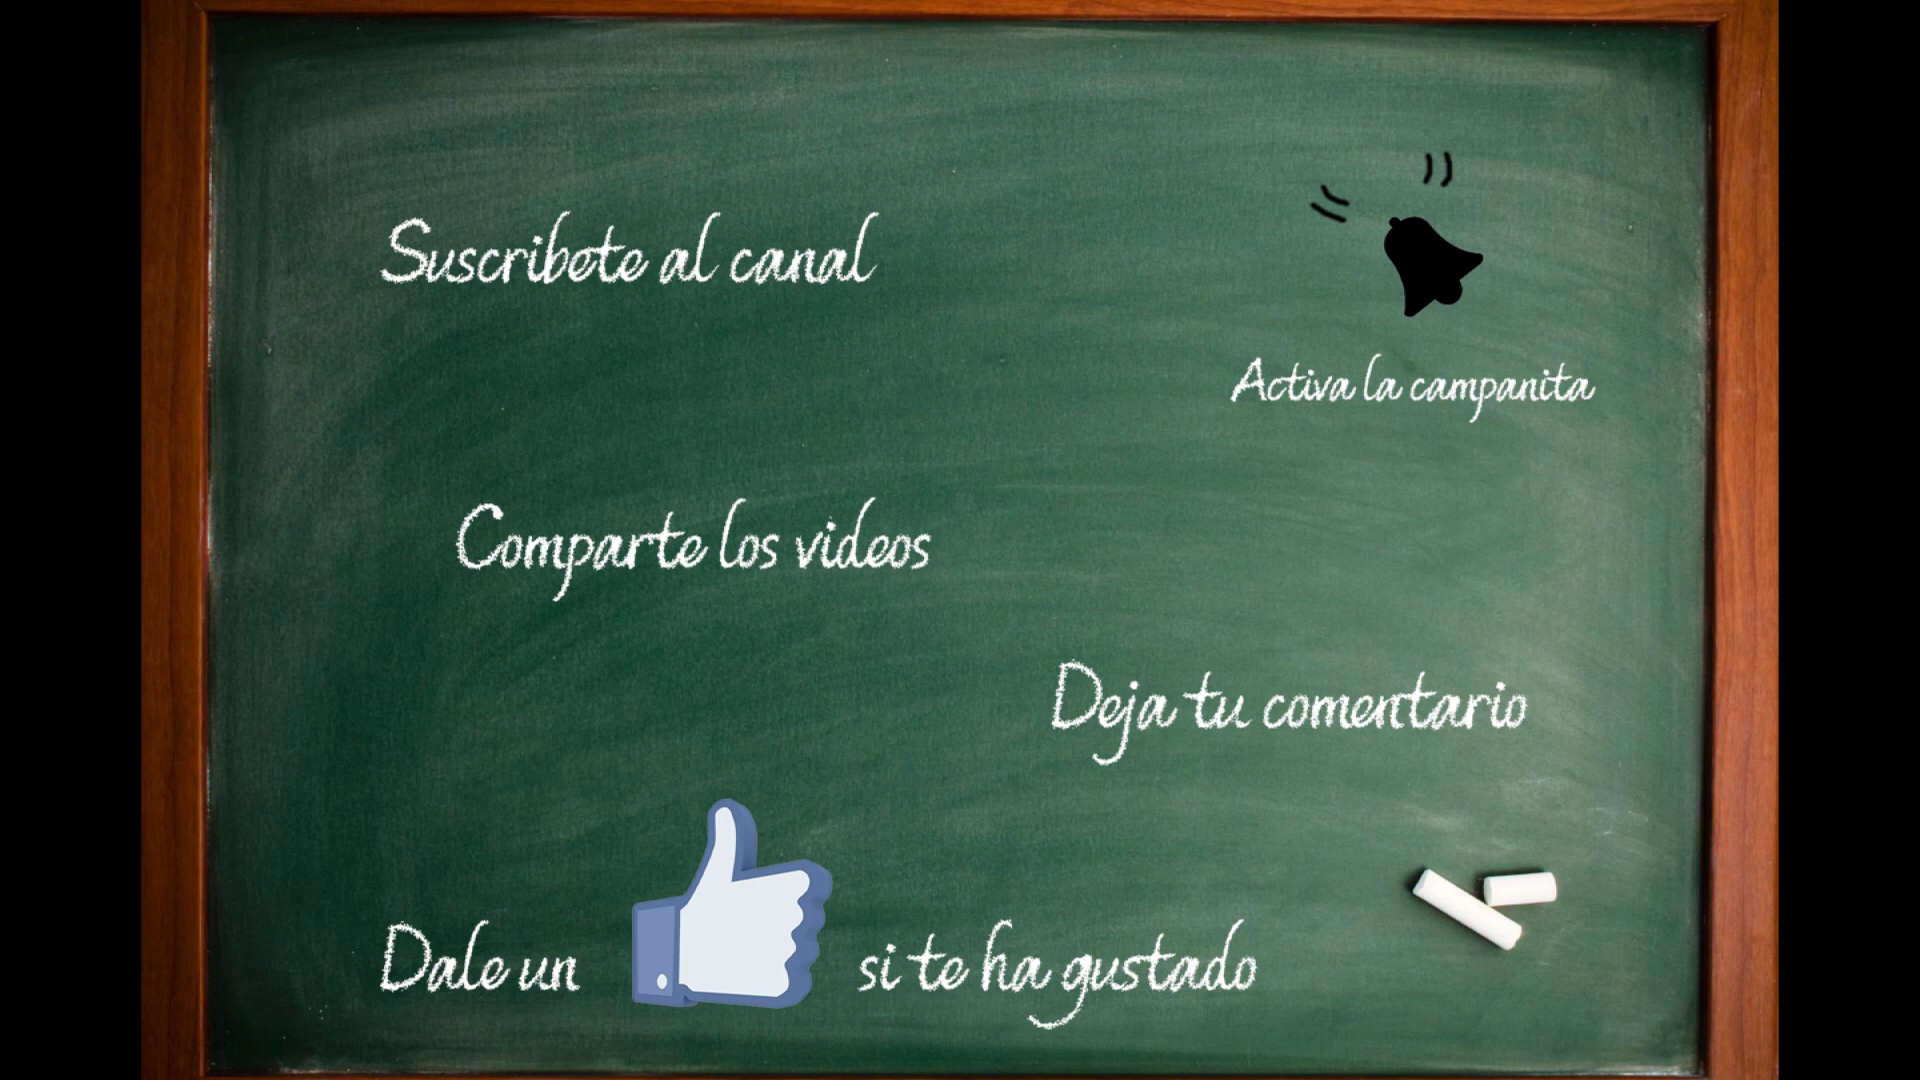 Suscribete al canal
Activa la campanita
Comparte los videos
Deja tu comentario
Dale un si te ha gustado